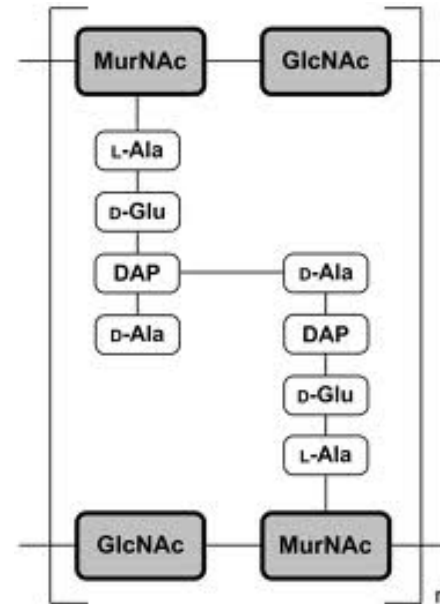 MurNAc GlcNAc
L-Ala
D-Glu
DAP D-Ala
D-Ala DAP
D-Glu
L-Ala
GlcNAc MurNAc